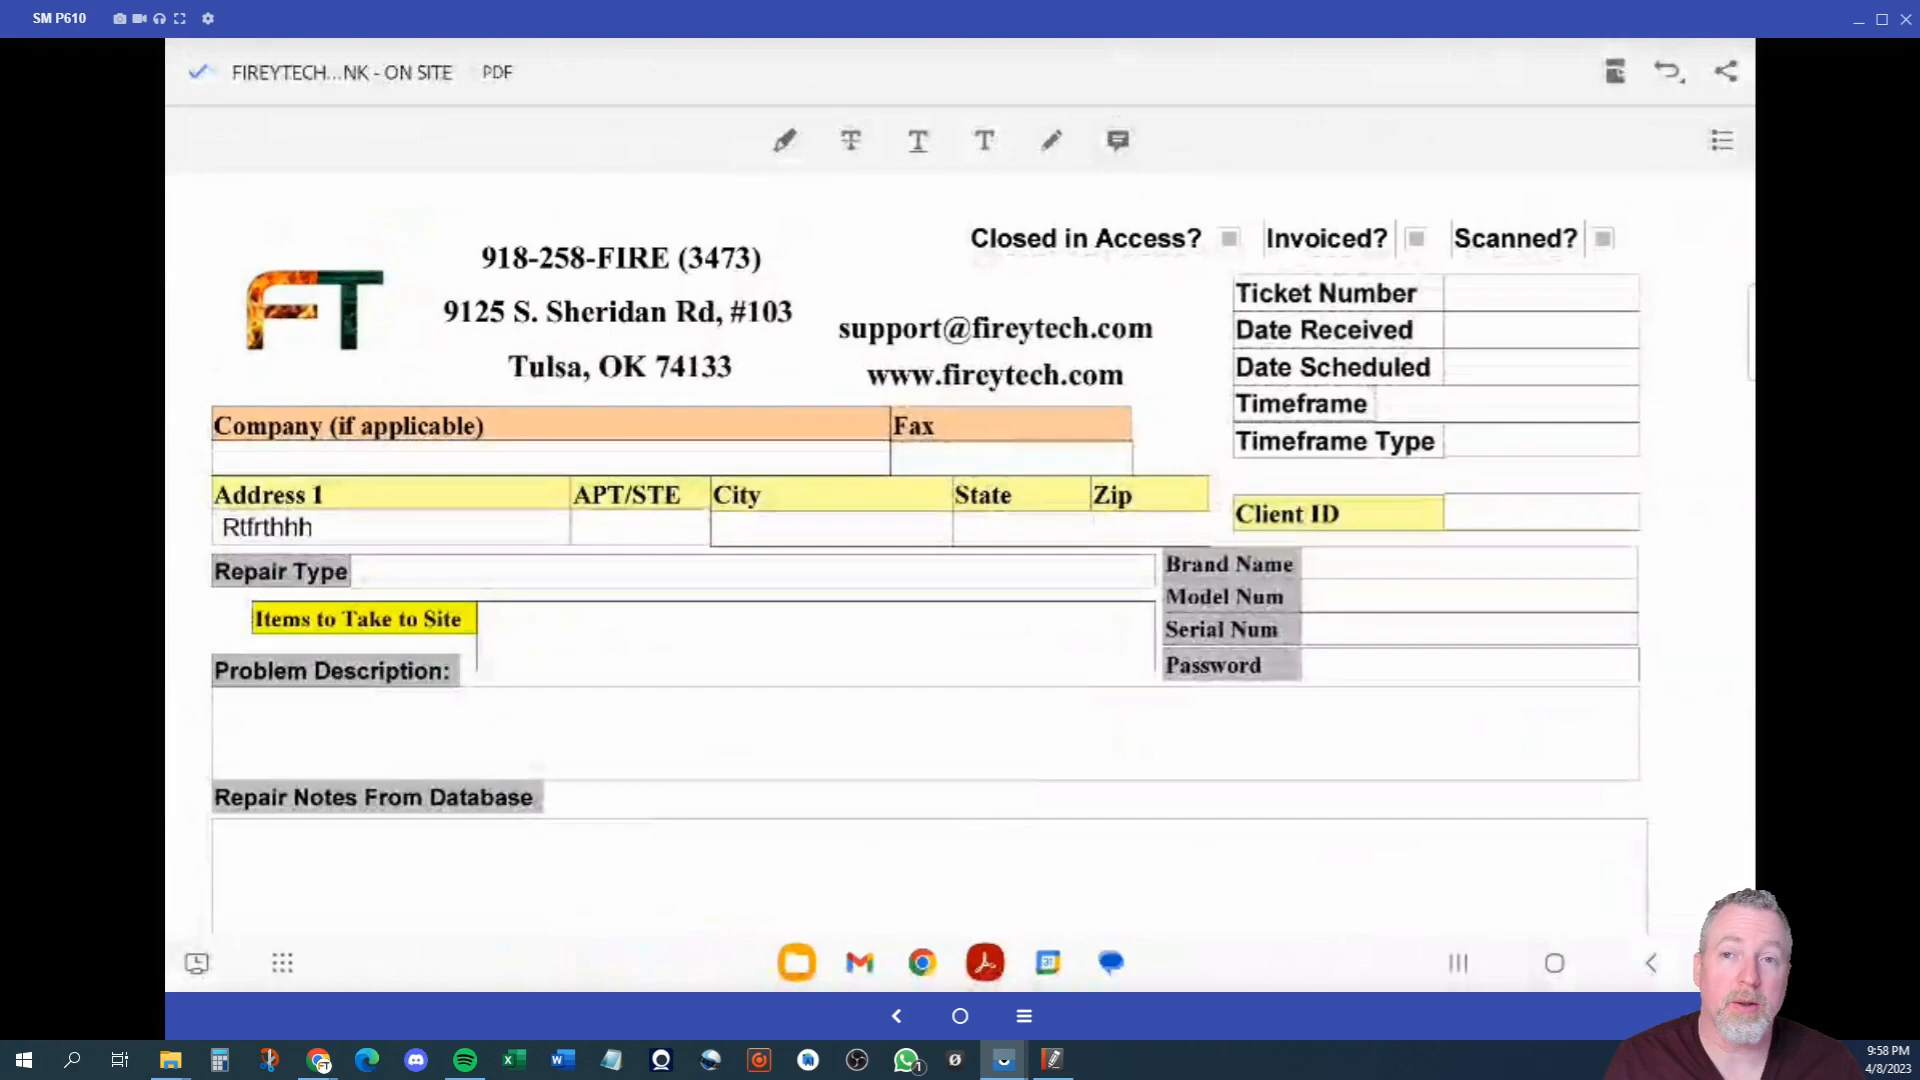 SM P610
FIREYTECH...NK - ON SITE PDF
Closed in Access? Invoiced? Scanned?
FT
918-258-FIRE (3473)
9125 S. Sheridan Rd, #103
Tulsa, OK 74133
support@fireytech.com
www.fireytech.com
Ticket Number
Date Received
Date Scheduled
Timeframe
Timeframe Type
Company (if applicable) Fax
Address 1 APT/STE City State Zip
Rtfrthhh
Client ID
Repair Type
Items to Take to Site
Brand Name
Model Num
Serial Num
Password
Problem Description:
Repair Notes From Database
9:58 PM
4/8/2023